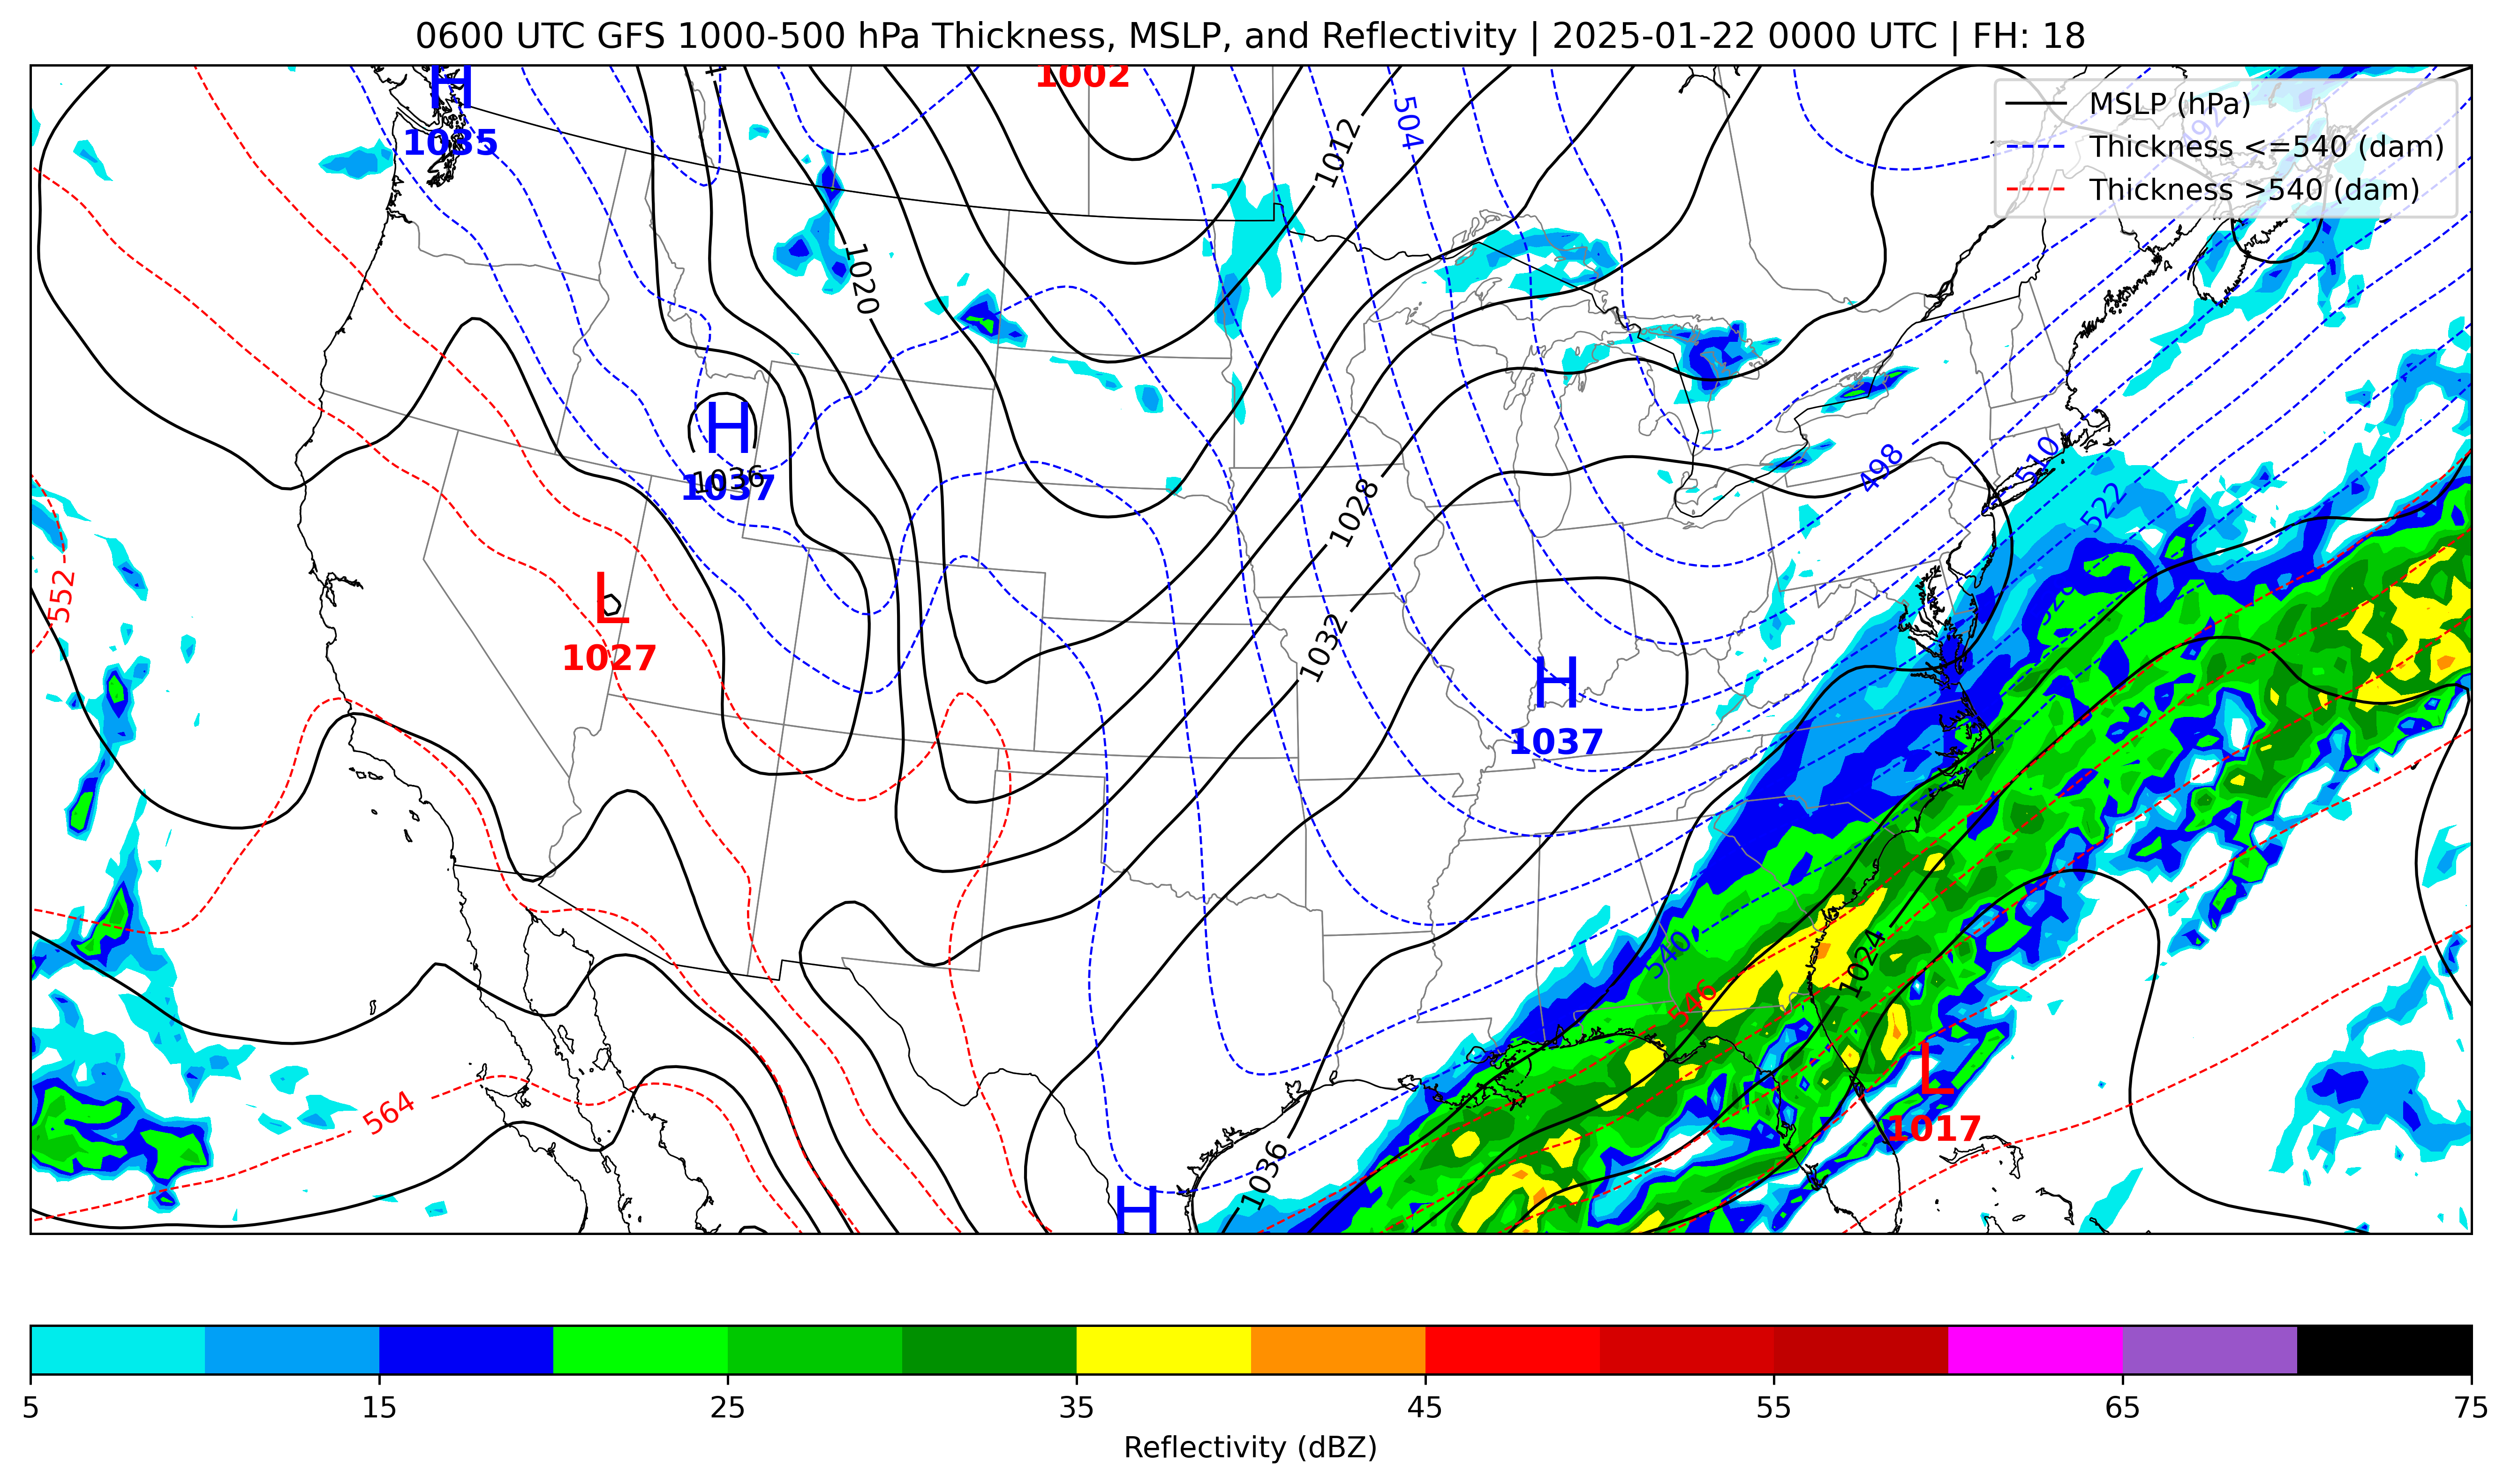 0600 UTC GFS 1000-500 hPa Thickness, MSLP, and Reflectivity | 2025-01-22 0000 UTC | FH: 18
H
1035
1002
MSLP (hPa)
Thickness <=540 (dam)
Thickness >540 (dam)
492
504
1012
1020
H
1036
1037
498
510
522
1028
552
L
1027
1032
H
1037
540
546
1024
564
L
1017
1036
H
5
15
25
35
45
55
65
75
Reflectivity (dBZ)